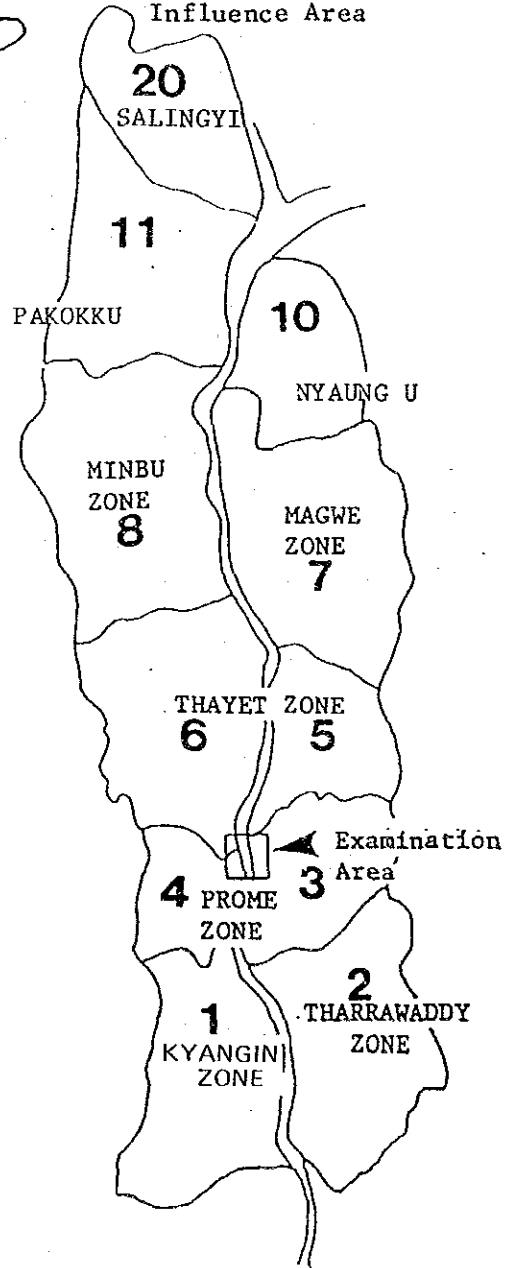 Influence Area
20
SALINGYI
11
PAKOKKU
10
NYAUNG U
MINBU
ZONE
8
MAGWE
ZONE
7
THAYET ZONE
6 5
Examination
Area
3
4 PROME
ZONE
2
THARRAWADDY
ZONE
1
KYANGIN
ZONE